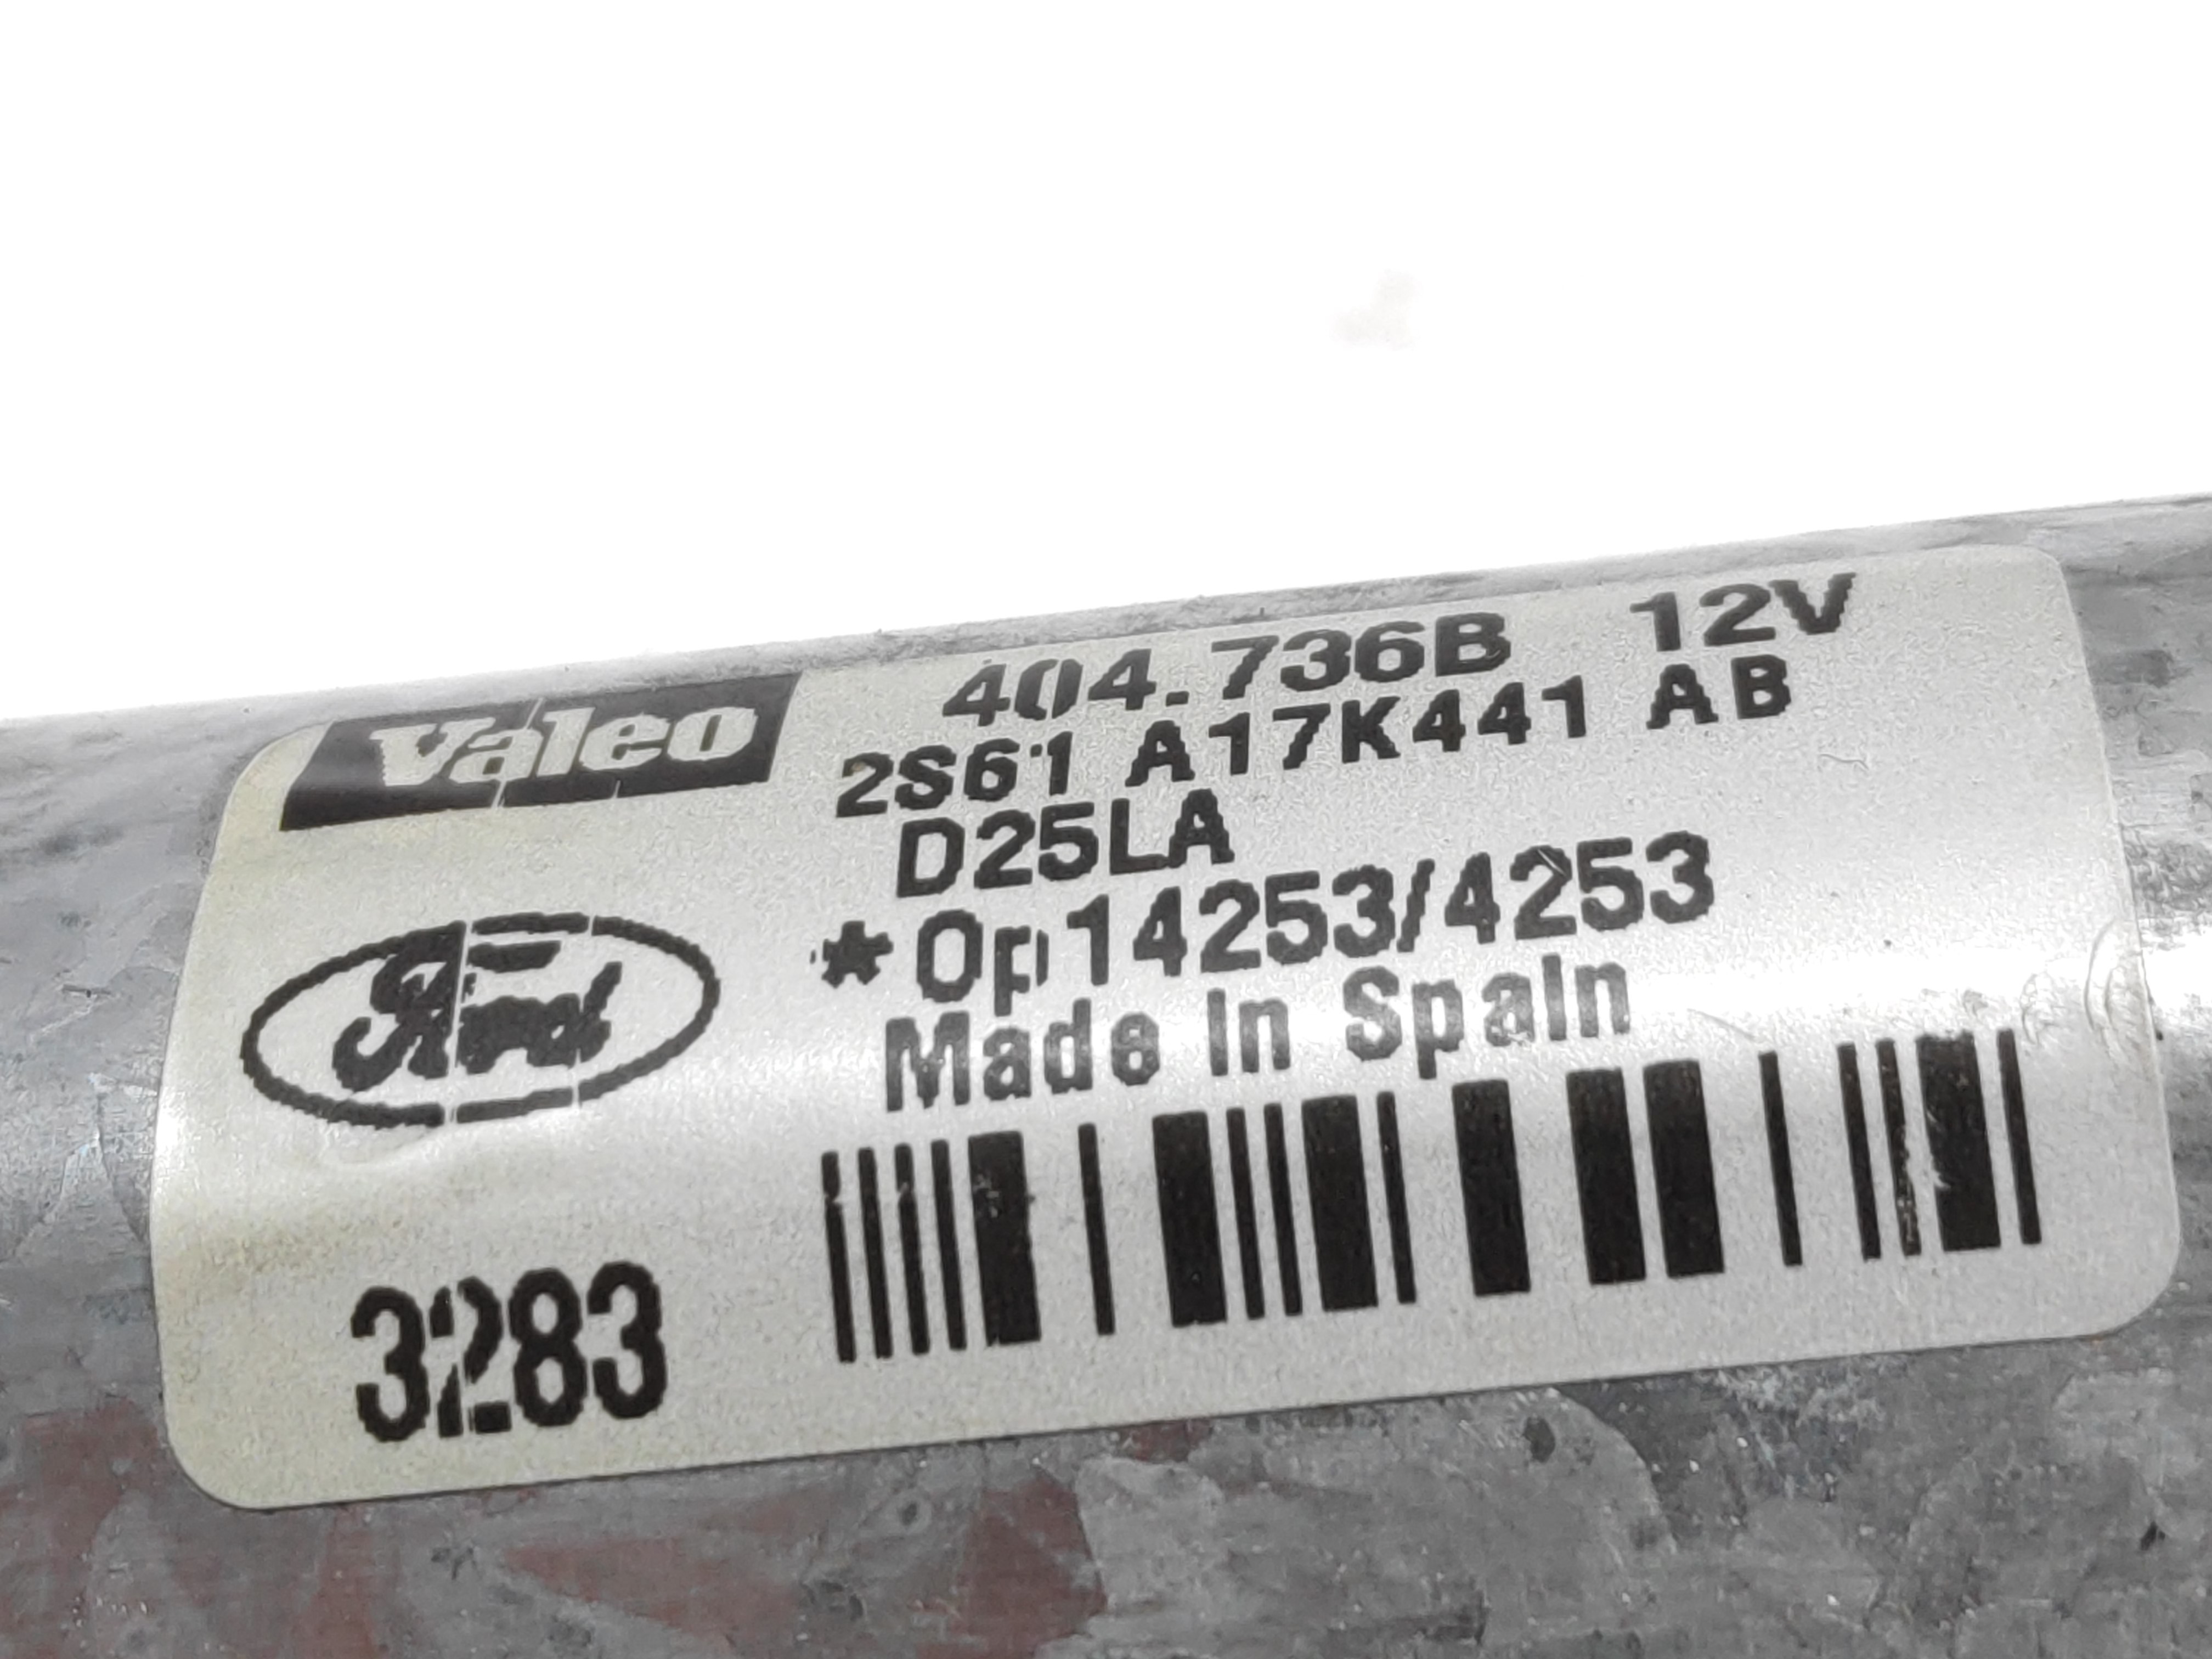 Valeo 404.736B 12V
2S61 A17K441 AB
D25LA
*Op14253/4253
Ford
Made In Spain
3283